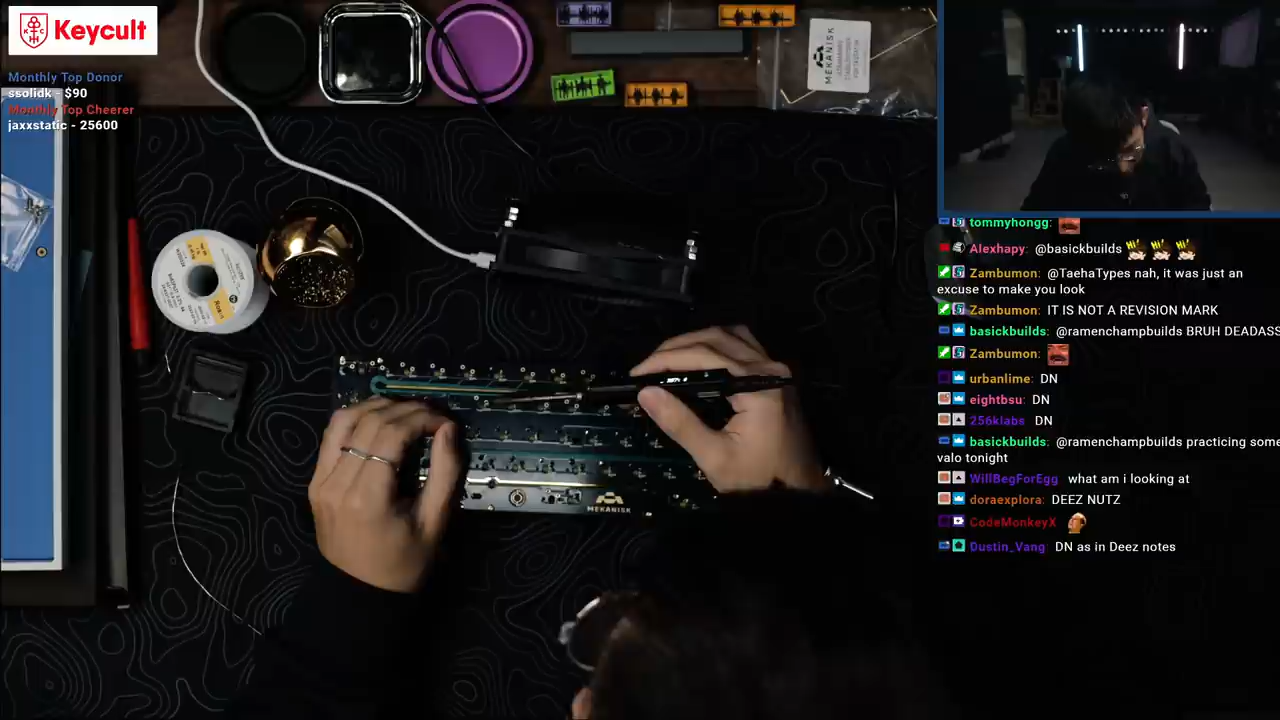 Keycult
Monthly Top Donor
ssolidk - $90
Monthly Top Cheerer
jaxxstatic - 25600
MEKANISK
MEKANISK
tommyhongg:
Alexhapy: @basickbuilds
Zambumon: @TaehaTypes nah, it was just an
excuse to make you look
Zambumon: IT IS NOT A REVISION MARK
basickbuilds: @ramenchampbuilds BRUH DEADASS
Zambumon:
urbanlime: DN
eightbsu: DN
256klabs: DN
basickbuilds: @ramenchampbuilds practicing some
valo tonight
WillBegForEgg: what am i looking at
doraexplora: DEEZ NUTZ
CodeMonkeyX:
Dustin_Vang: DN as in Deez notes